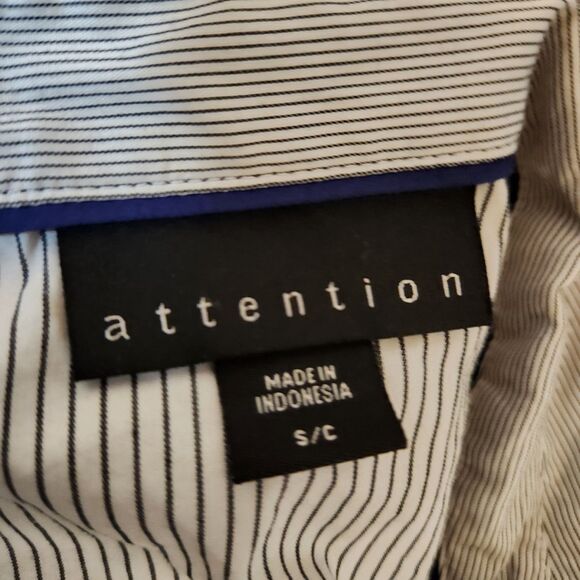 attention
MADE IN
INDONESIA
S/C